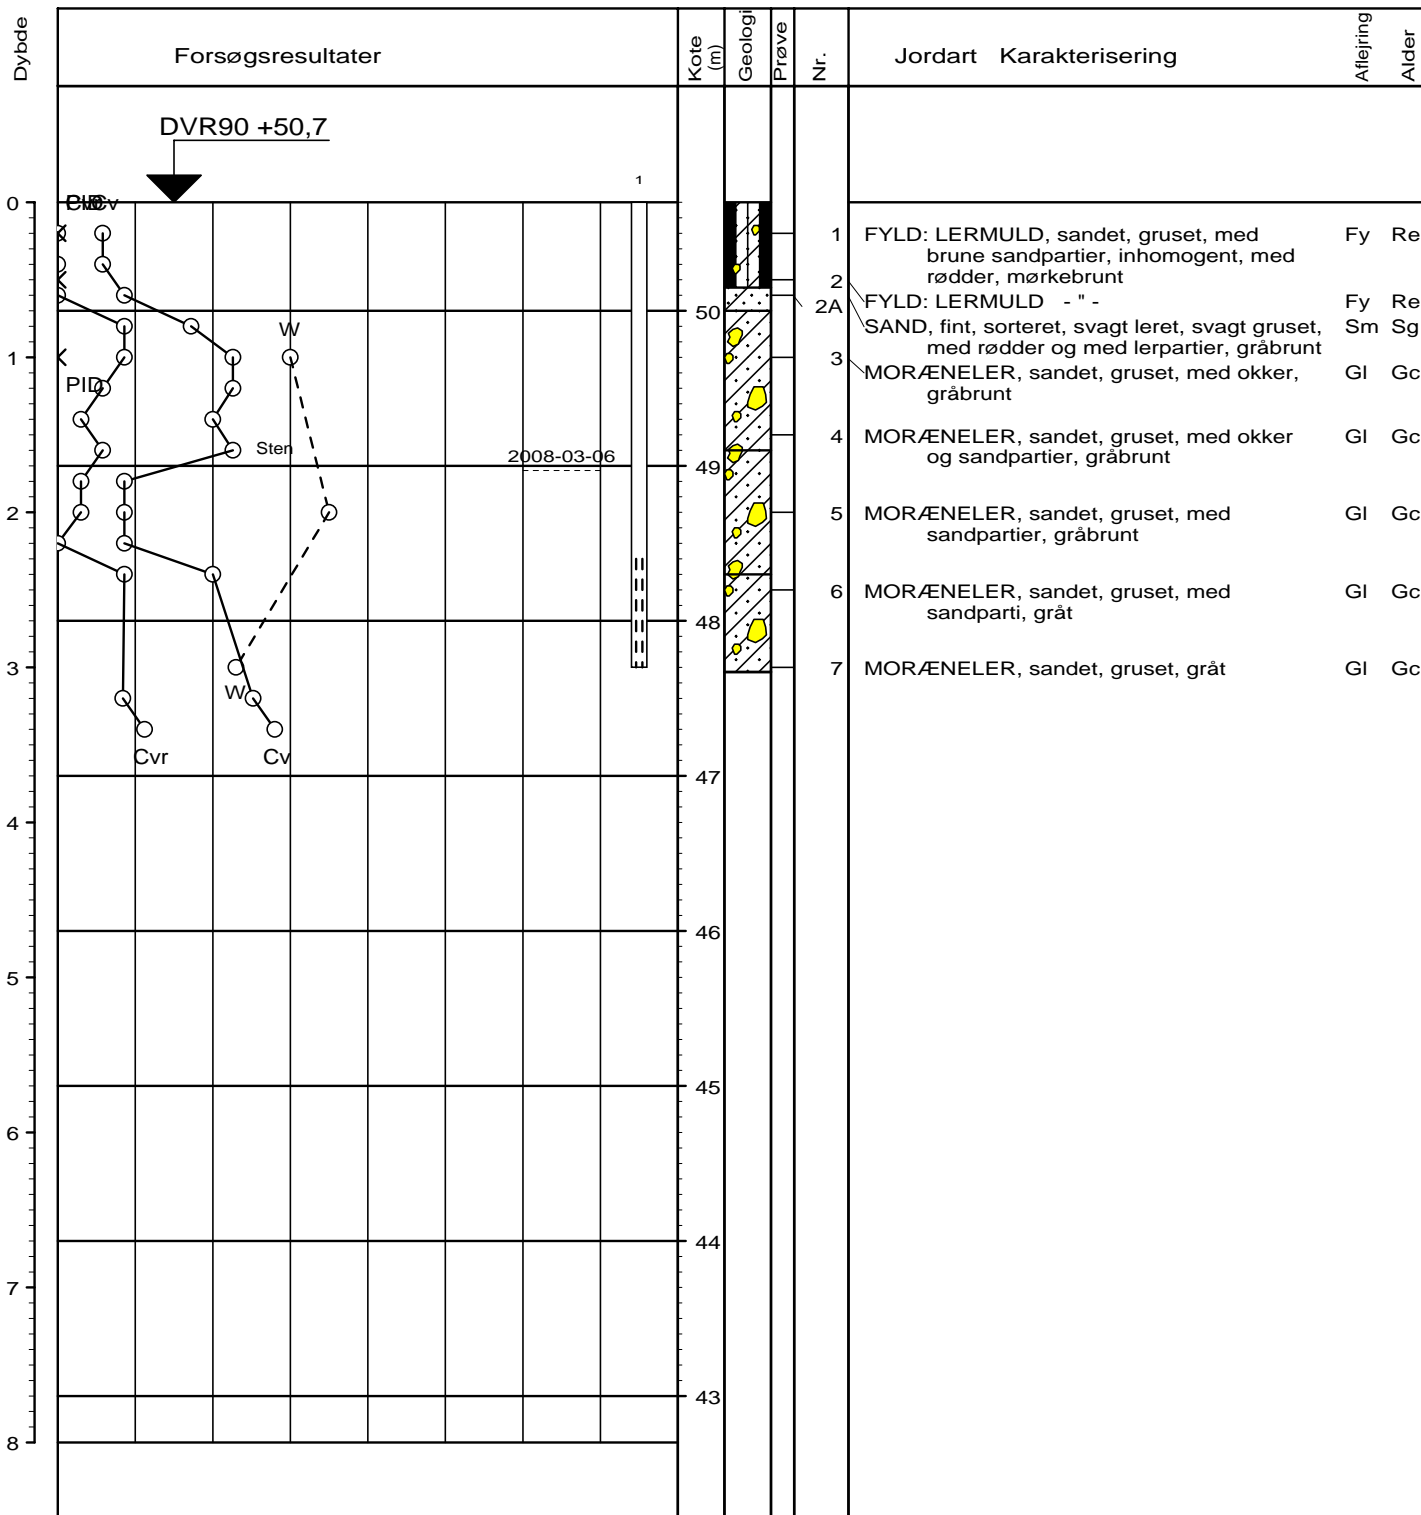 Dybde
Forsøgsresultater
Kote
(m)
Geologi
Prøve
Nr.
Jordart Karakterisering
Aflejring
Alder
DVR90 +50,7
1
0
Cv
1 FYLD: LERMULD, sandet, gruset, med Fy Re
brune sandpartier, inhomogent, med
rødder, mørkebrunt
2
FYLD: LERMULD - " - Fy Re
50
2A
SAND, fint, sorteret, svagt leret, svagt gruset, Sm Sg
med rødder og med lerpartier, gråbrunt
W
1
3
MORÆNELER, sandet, gruset, med okker, Gl Gc
gråbrunt
PID
Sten
4 MORÆNELER, sandet, gruset, med okker Gl Gc
og sandpartier, gråbrunt
2008-03-06
49
2
5 MORÆNELER, sandet, gruset, med Gl Gc
sandpartier, gråbrunt
6 MORÆNELER, sandet, gruset, med Gl Gc
sandparti, gråt
48
3
7 MORÆNELER, sandet, gruset, gråt Gl Gc
W
Cvr
Cv
47
4
46
5
45
6
44
7
43
8